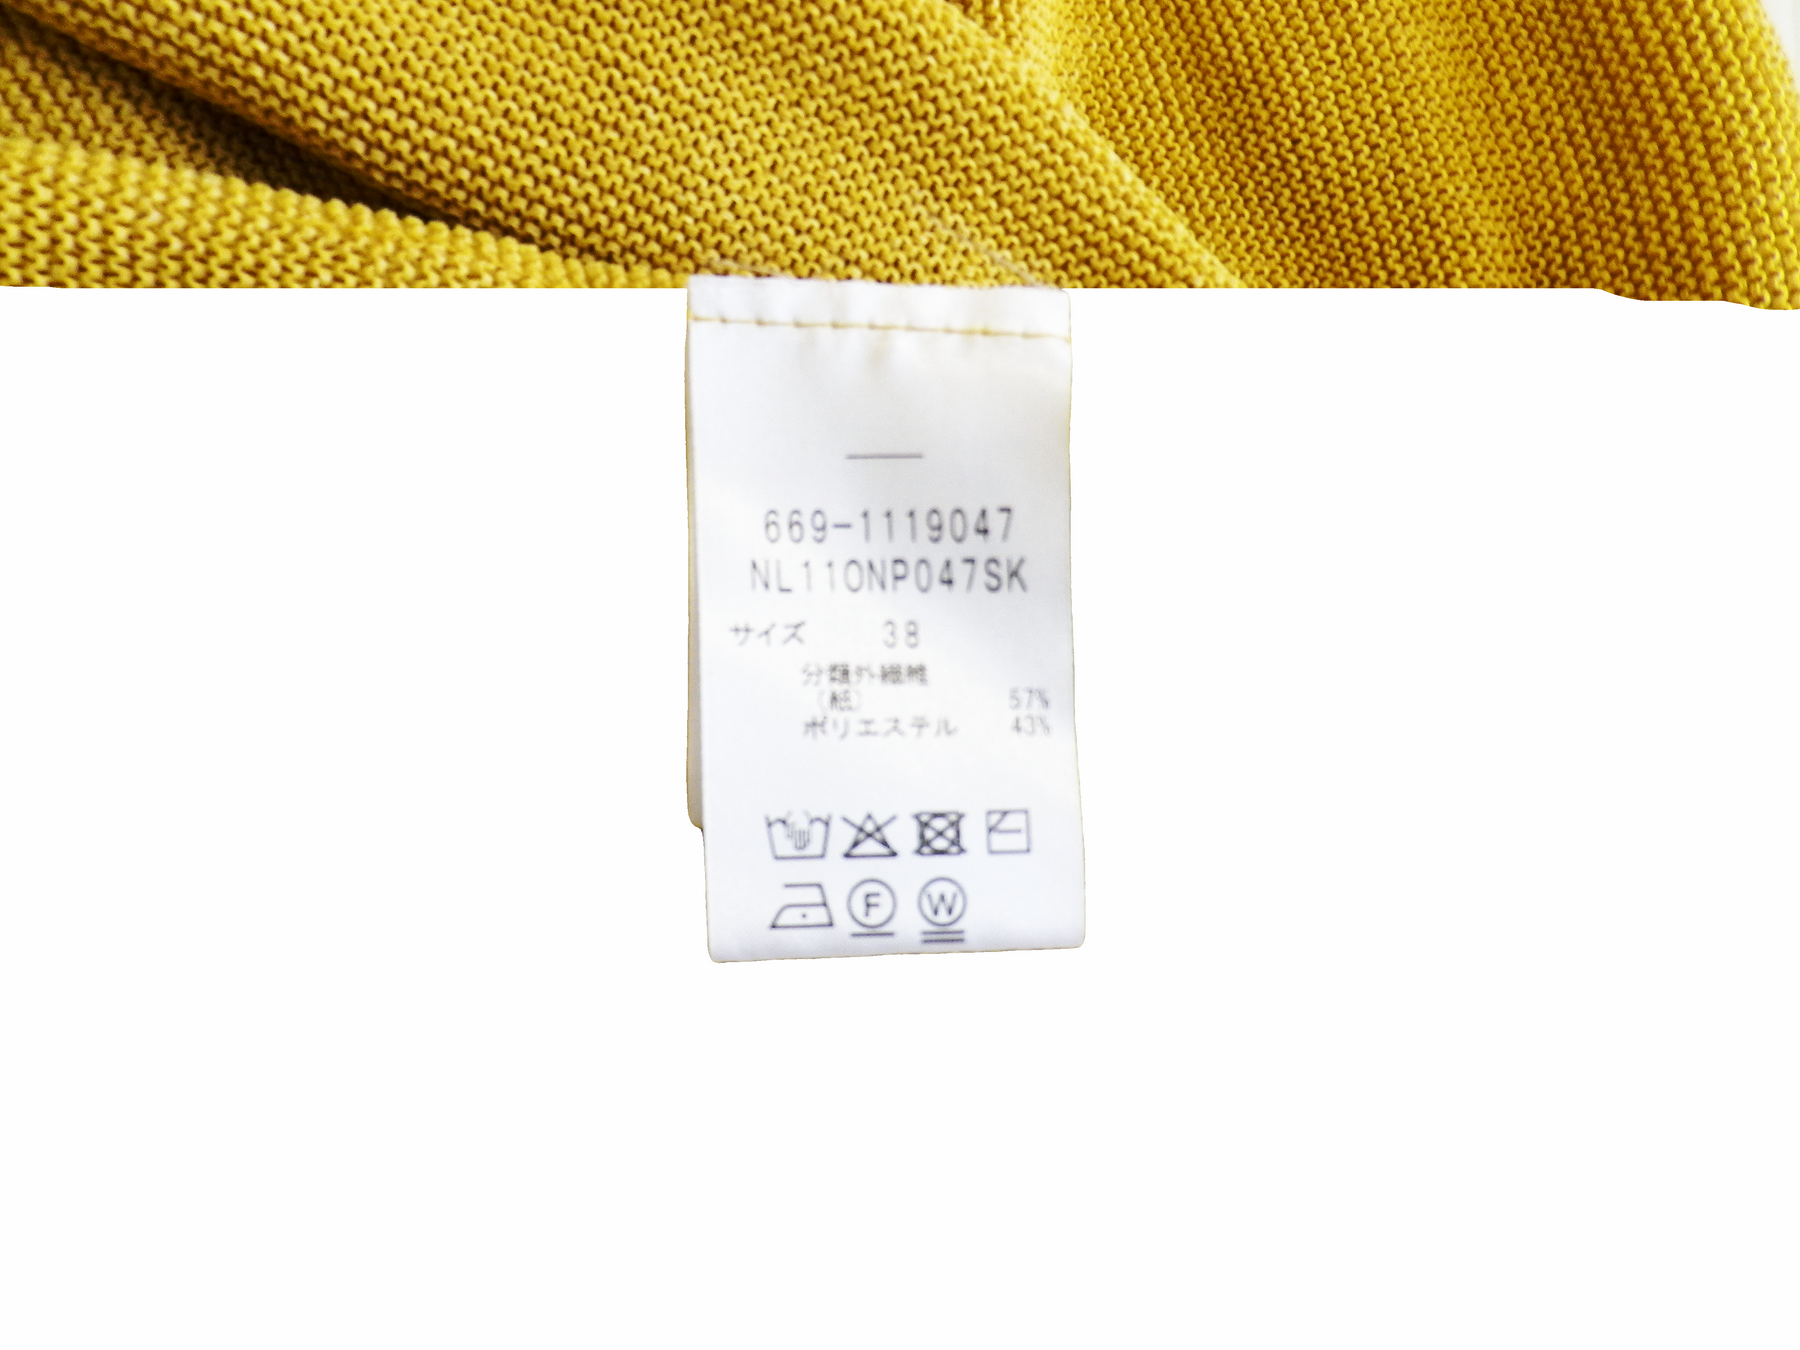 669-1119047
NL110NP047SK
サイズ 38
分類外繊維
(紙) 57%
ポリエステル 43%
F W